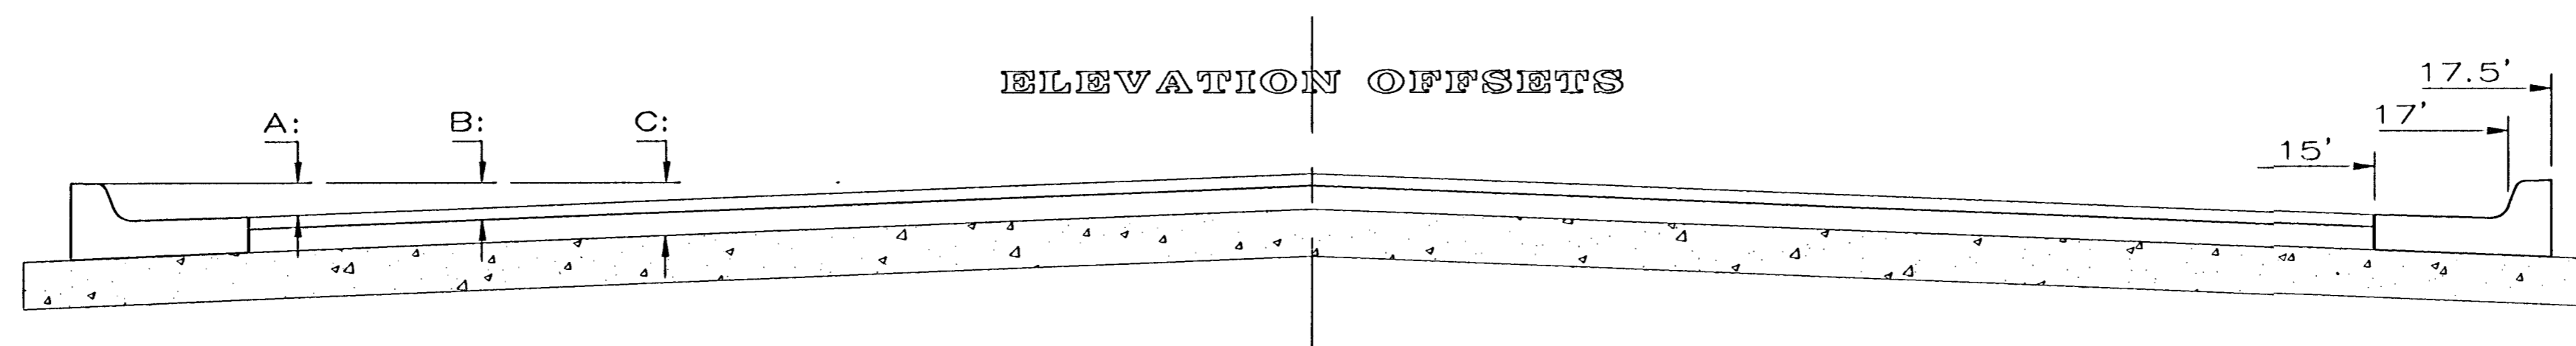 ELEVATION OFFSETS
17.5'
A: B: C:
17'
15'